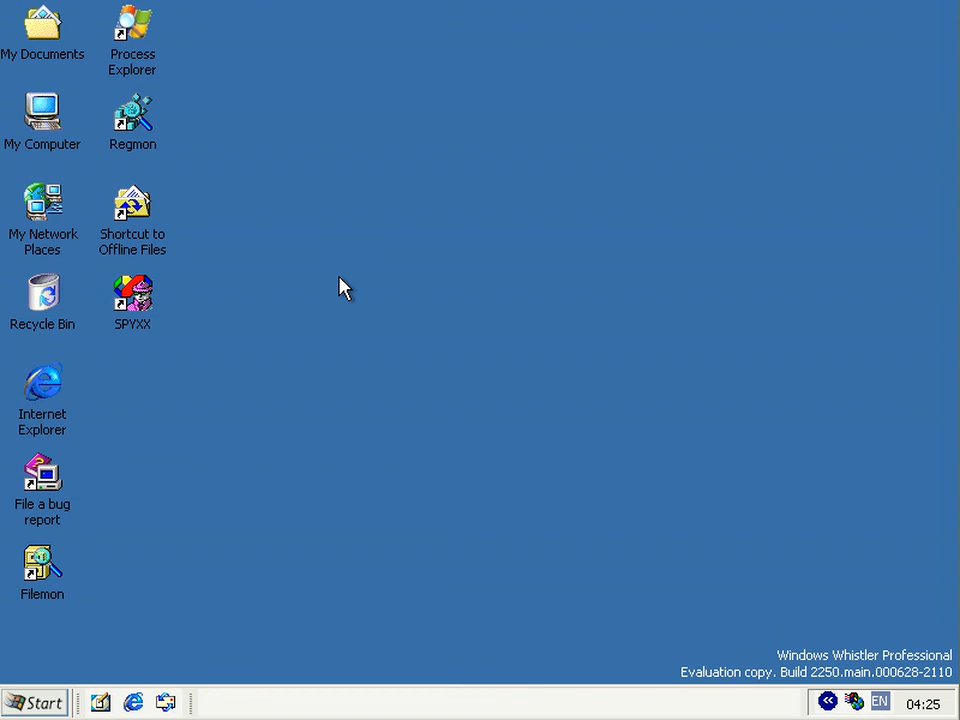 My Documents
Process
Explorer
My Computer
Regmon
My Network
Places
Shortcut to
Offline Files
Recycle Bin
SPYXX
Internet
Explorer
File a bug
report
Filemon
Windows Whistler Professional
Evaluation copy. Build 2250.main.000628-2110
Start
EN
04:25